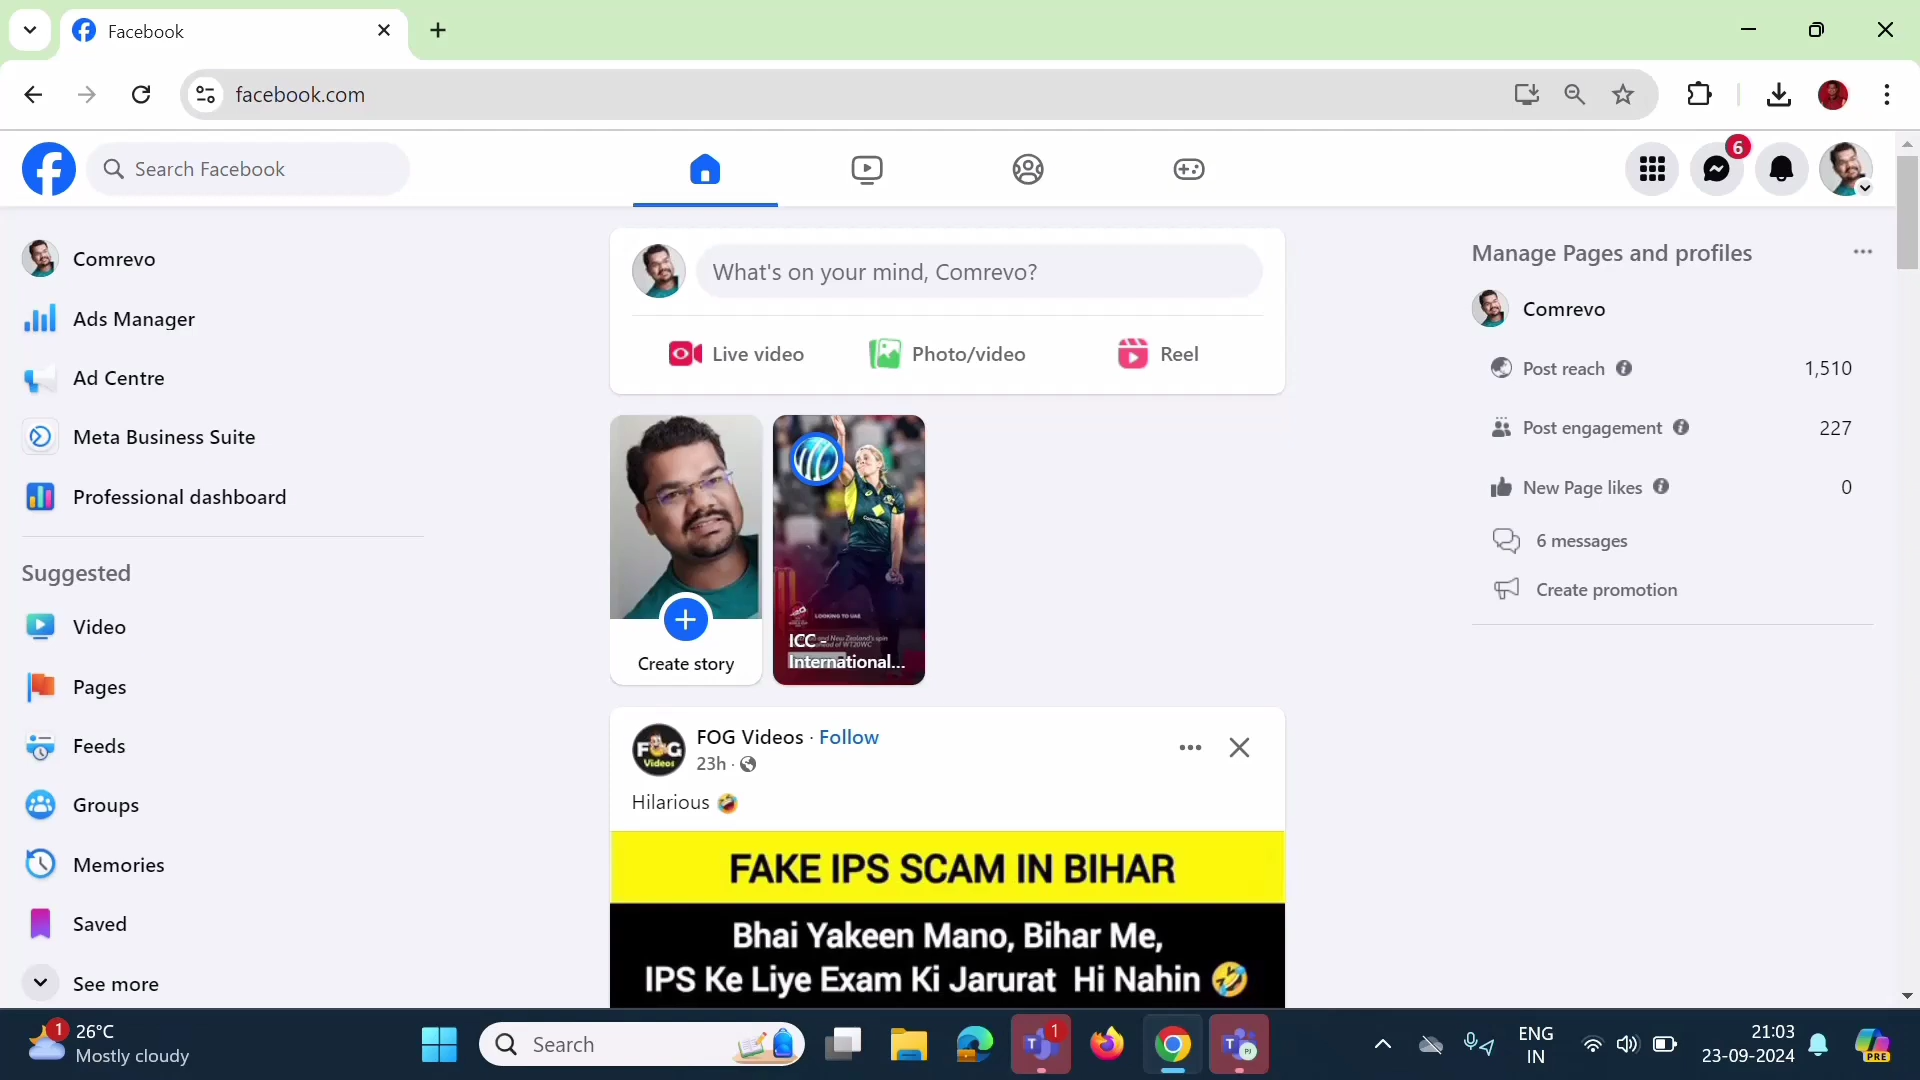 Facebook
facebook.com
Search Facebook
6
Comrevo
Ads Manager
Ad Centre
Meta Business Suite
Professional dashboard
Suggested
Video
Pages
Feeds
Groups
Memories
Saved
See more
What's on your mind, Comrevo?
Live video
Photo/video
Reel
Create story
LOOKING TO UAE
ICC -
International...
FOG Videos · Follow
23h ·
Hilarious 🤣
FAKE IPS SCAM IN BIHAR
Bhai Yakeen Mano, Bihar Me,
IPS Ke Liye Exam Ki Jarurat Hi Nahin 🤣
Manage Pages and profiles
Comrevo
Post reach 1,510
Post engagement 227
New Page likes 0
6 messages
Create promotion
1
26°C
Mostly cloudy
Search
1
ENG
IN
21:03
23-09-2024
PRE